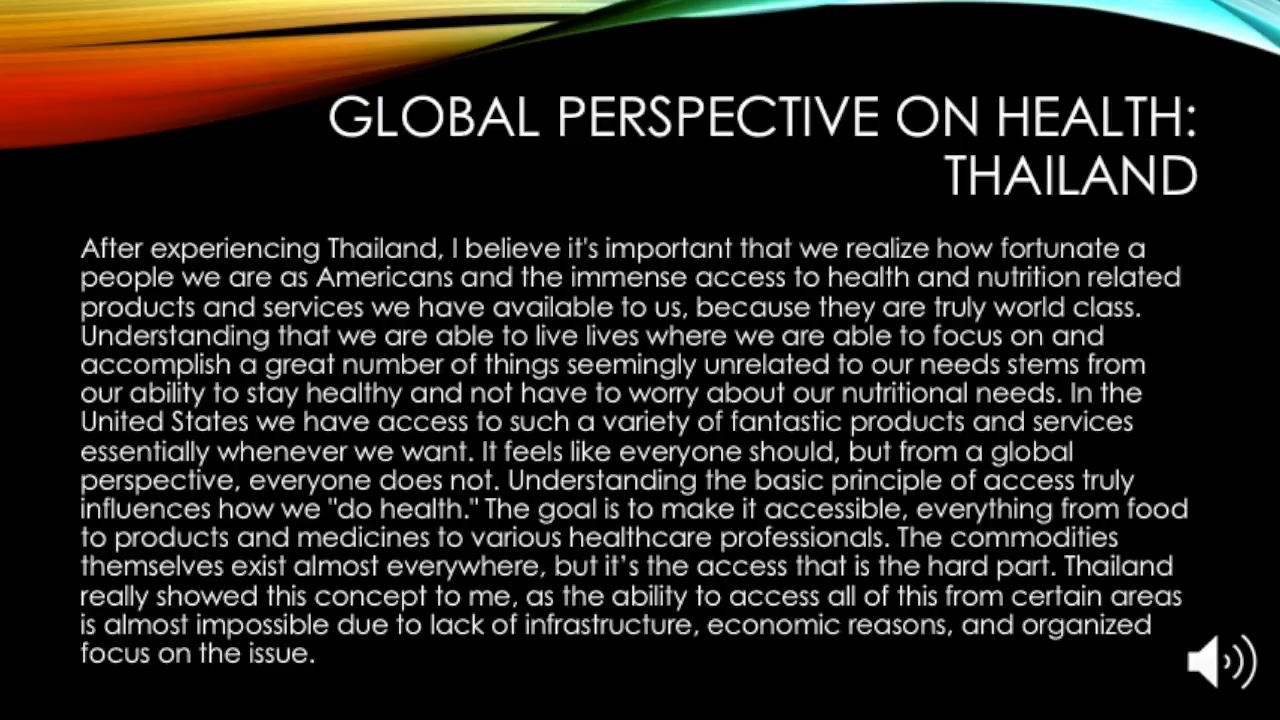 GLOBAL PERSPECTIVE ON HEALTH:
THAILAND
After experiencing Thailand, I believe it's important that we realize how fortunate a
people we are as Americans and the immense access to health and nutrition related
products and services we have available to us, because they are truly world class.
Understanding that we are able to live lives where we are able to focus on and
accomplish a great number of things seemingly unrelated to our needs stems from
our ability to stay healthy and not have to worry about our nutritional needs. In the
United States we have access to such a variety of fantastic products and services
essentially whenever we want. It feels like everyone should, but from a global
perspective, everyone does not. Understanding the basic principle of access truly
influences how we "do health." The goal is to make it accessible, everything from food
to products and medicines to various healthcare professionals. The commodities
themselves exist almost everywhere, but it’s the access that is the hard part. Thailand
really showed this concept to me, as the ability to access all of this from certain areas
is almost impossible due to lack of infrastructure, economic reasons, and organized
focus on the issue.